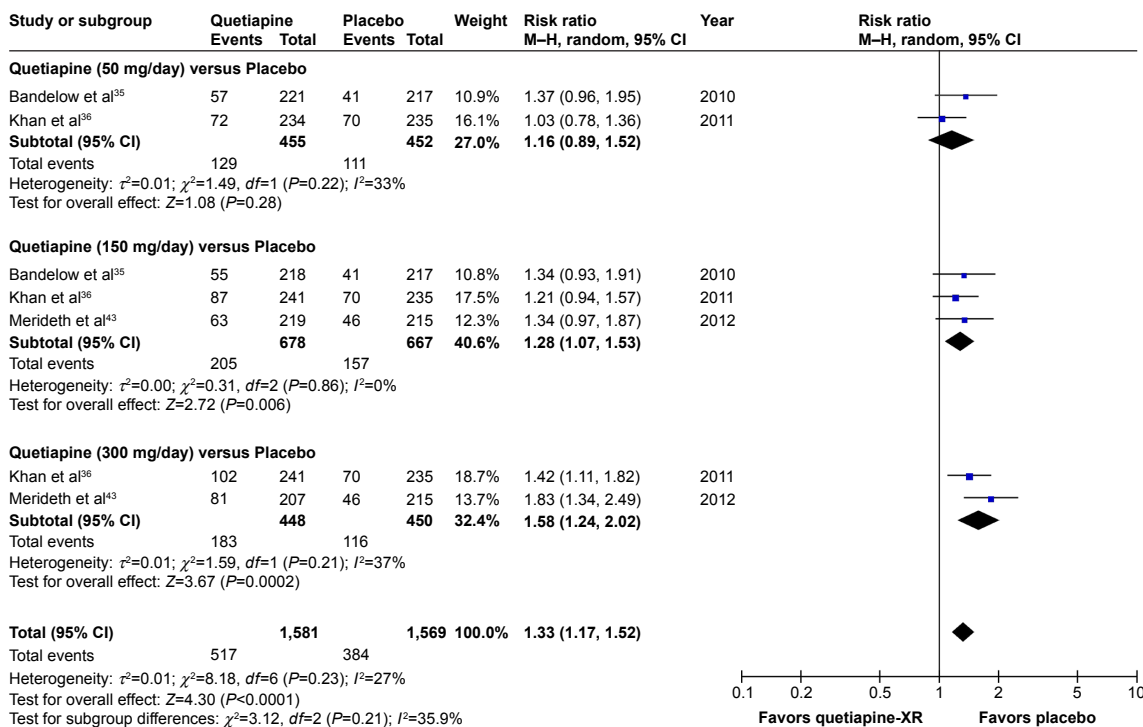 Study or subgroup Quetiapine Placebo Weight Risk ratio Year Risk ratio
Events Total Events Total M–H, random, 95% CI M–H, random, 95% CI
Quetiapine (50 mg/day) versus Placebo
Bandelow et al³⁵ 57 221 41 217 10.9% 1.37 (0.96, 1.95) 2010
Khan et al³⁶ 72 234 70 235 16.1% 1.03 (0.78, 1.36) 2011
Subtotal (95% CI) 455 452 27.0% 1.16 (0.89, 1.52)
Total events 129 111
Heterogeneity: τ²=0.01; χ²=1.49, df=1 (P=0.22); I²=33%
Test for overall effect: Z=1.08 (P=0.28)
Quetiapine (150 mg/day) versus Placebo
Bandelow et al³⁵ 55 218 41 217 10.8% 1.34 (0.93, 1.91) 2010
Khan et al³⁶ 87 241 70 235 17.5% 1.21 (0.94, 1.57) 2011
Merideth et al⁴³ 63 219 46 215 12.3% 1.34 (0.97, 1.87) 2012
Subtotal (95% CI) 678 667 40.6% 1.28 (1.07, 1.53)
Total events 205 157
Heterogeneity: τ²=0.00; χ²=0.31, df=2 (P=0.86); I²=0%
Test for overall effect: Z=2.72 (P=0.006)
Quetiapine (300 mg/day) versus Placebo
Khan et al³⁶ 102 241 70 235 18.7% 1.42 (1.11, 1.82) 2011
Merideth et al⁴³ 81 207 46 215 13.7% 1.83 (1.34, 2.49) 2012
Subtotal (95% CI) 448 450 32.4% 1.58 (1.24, 2.02)
Total events 183 116
Heterogeneity: τ²=0.01; χ²=1.59, df=1 (P=0.21); I²=37%
Test for overall effect: Z=3.67 (P=0.0002)
Total (95% CI) 1,581 1,569 100.0% 1.33 (1.17, 1.52)
Total events 517 384
Heterogeneity: τ²=0.01; χ²=8.18, df=6 (P=0.23); I²=27%
Test for overall effect: Z=4.30 (P<0.0001)
Test for subgroup differences: χ²=3.12, df=2 (P=0.21); I²=35.9%
0.1 0.2 0.5 1 2 5 10
Favors quetiapine-XR Favors placebo